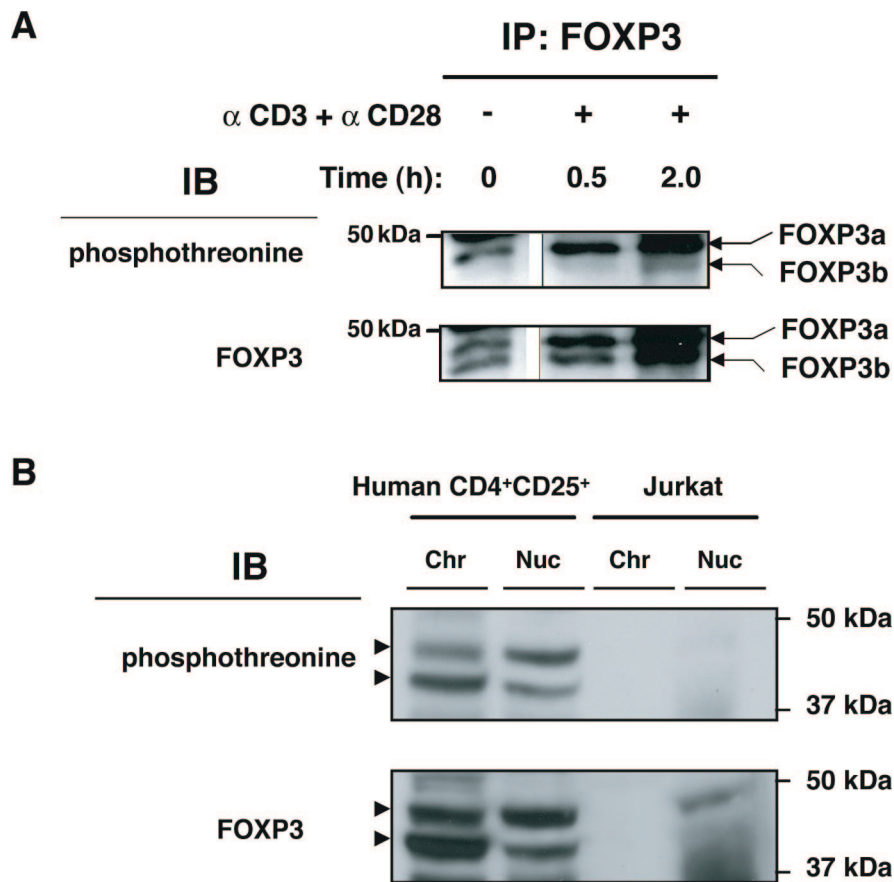 A
IP: FOXP3
α CD3 + α CD28 - + +
IB Time (h): 0 0.5 2.0
phosphothreonine 50 kDa FOXP3a
FOXP3b
FOXP3 50 kDa FOXP3a
FOXP3b
B
Human CD4⁺CD25⁺ Jurkat
IB Chr Nuc Chr Nuc
50 kDa
phosphothreonine
37 kDa
50 kDa
FOXP3
37 kDa